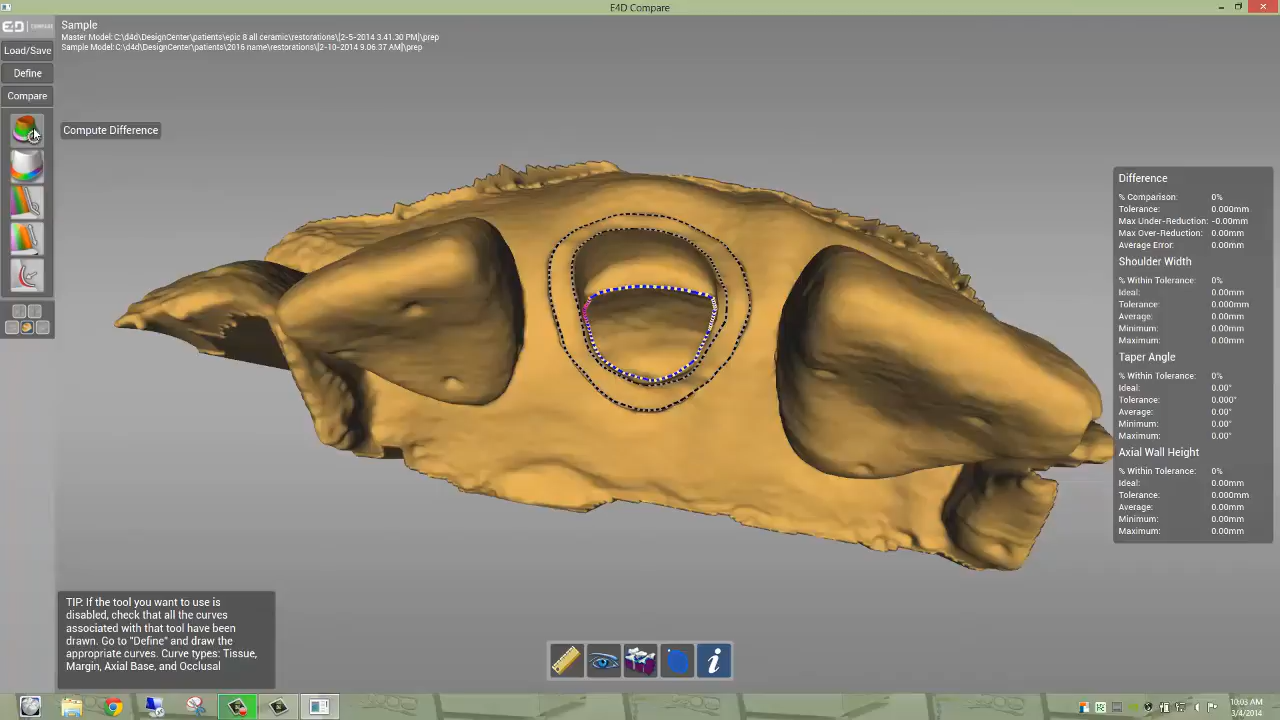 E4D Compare
E4D COMPARE
Sample
Master Model:C:\d4d\DesignCenter\patients\epic 8 all ceramic\restorations\[2-5-2014 3.41.30 PM]\prep
Sample Model:C:\d4d\DesignCenter\patients\2016 name\restorations\[2-10-2014 9.06.37 AM]\prep
Load/Save
Define
Compare
Compute Difference
Difference
% Comparison: 0%
Tolerance: 0.000mm
Max Under-Reduction: -0.00mm
Max Over-Reduction: 0.00mm
Average Error: 0.00mm
Shoulder Width
% Within Tolerance: 0%
Ideal: 0.00mm
Tolerance: 0.000mm
Average: 0.00mm
Minimum: 0.00mm
Maximum: 0.00mm
Taper Angle
% Within Tolerance: 0%
Ideal: 0.00°
Tolerance: 0.000°
Average: 0.00°
Minimum: 0.00°
Maximum: 0.00°
Axial Wall Height
% Within Tolerance: 0%
Ideal: 0.00mm
Tolerance: 0.000mm
Average: 0.00mm
Minimum: 0.00mm
Maximum: 0.00mm
TIP: If the tool you want to use is
disabled, check that all the curves
associated with that tool have been
drawn. Go to "Define" and draw the
appropriate curves. Curve types: Tissue,
Margin, Axial Base, and Occlusal
10:03 AM
3/4/2014